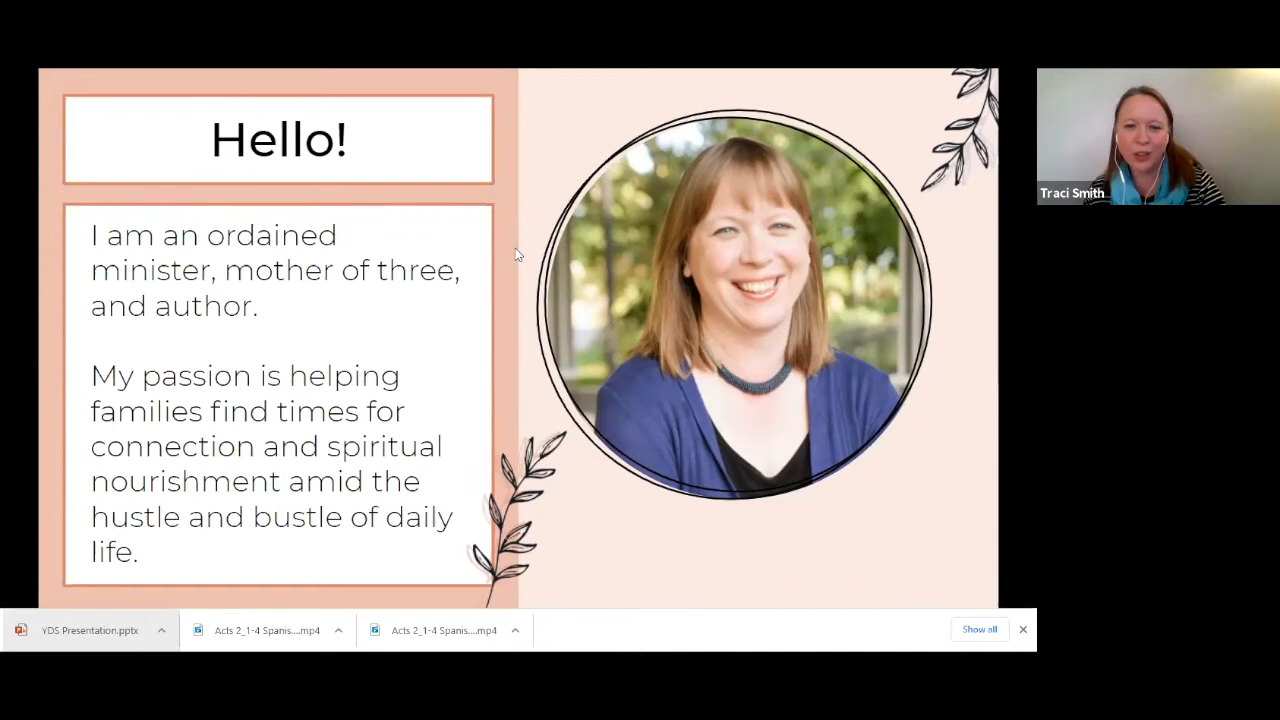 Hello!
I am an ordained
minister, mother of three,
and author.
My passion is helping
families find times for
connection and spiritual
nourishment amid the
hustle and bustle of daily
life.
Traci Smith
YDS Presentation.pptx
Acts 2_1-4 Spanis....mp4
Acts 2_1-4 Spanis....mp4
Show all